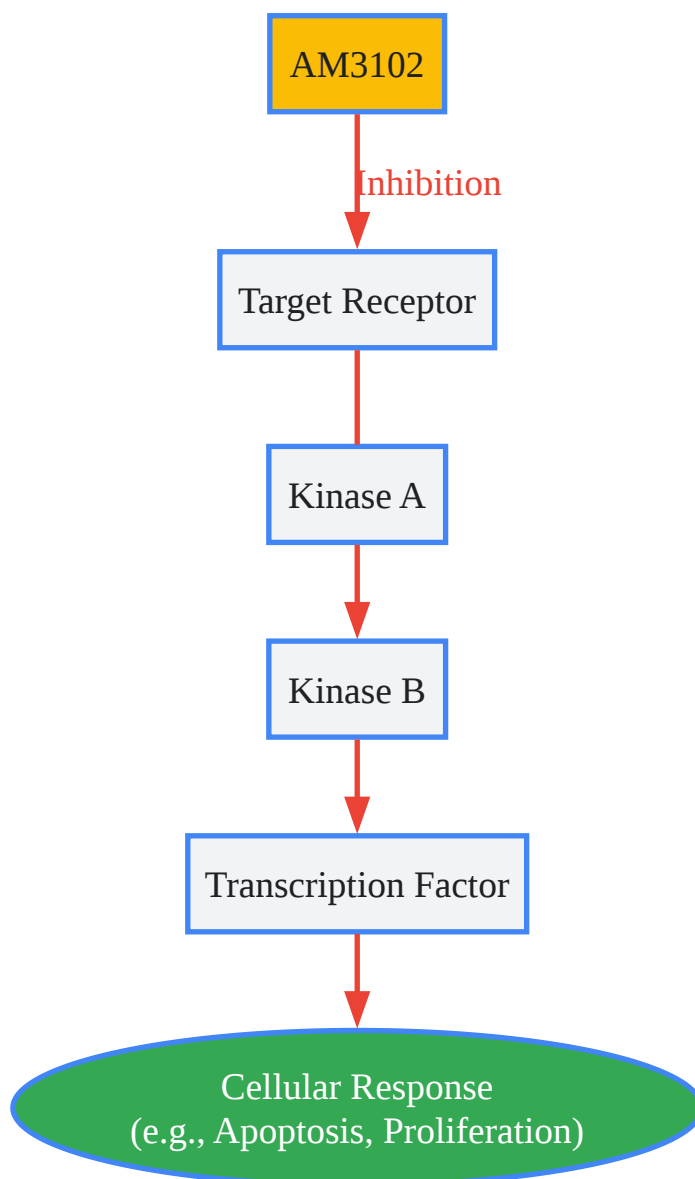 AM3102
Inhibition
Target Receptor
Kinase A
Kinase B
Transcription Factor
Cellular Response
(e.g., Apoptosis, Proliferation)